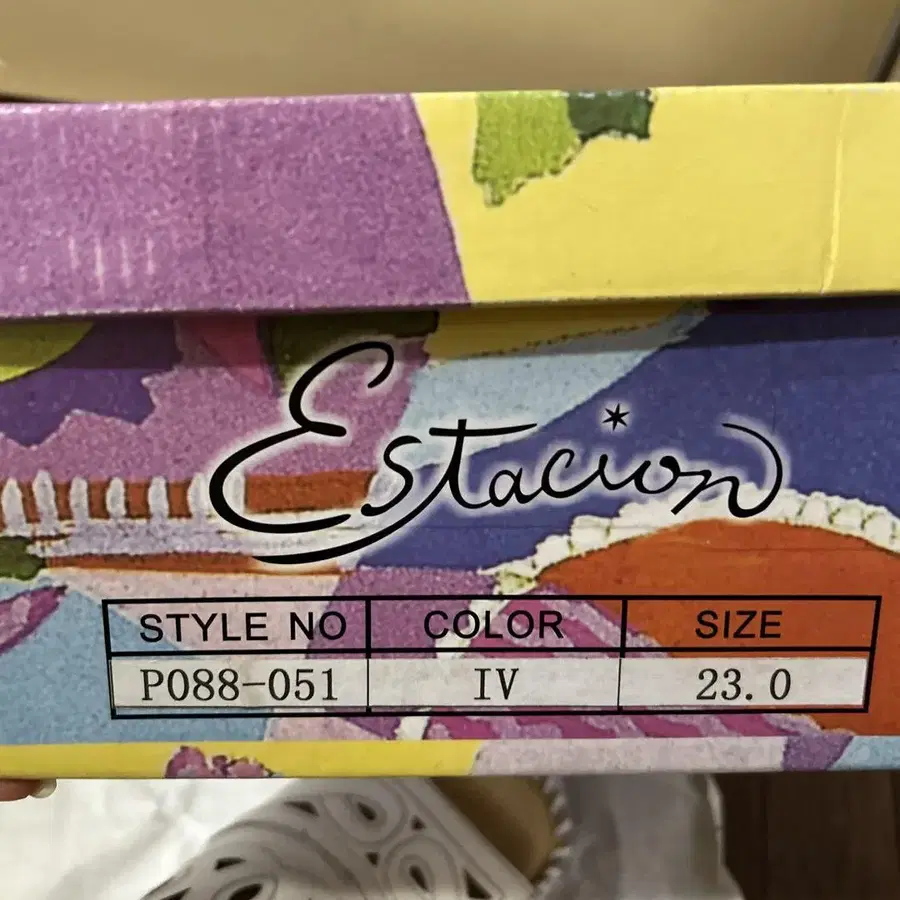 Estacion
STYLE NO COLOR SIZE
P088-051 IV 23.0